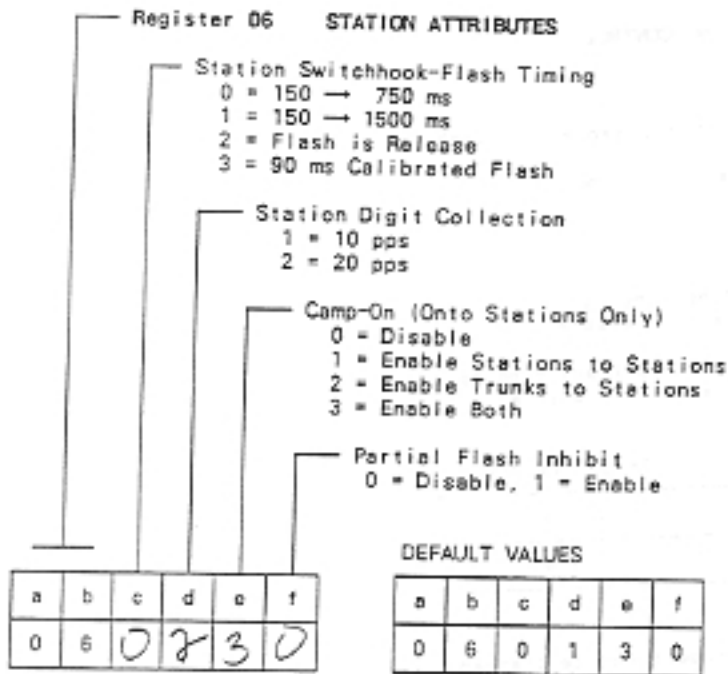 Register 06 STATION ATTRIBUTES
Station Switchhook-Flash Timing
0 = 150 → 750 ms
1 = 150 → 1500 ms
2 = Flash is Release
3 = 90 ms Calibrated Flash
Station Digit Collection
1 = 10 pps
2 = 20 pps
Camp-On (Onto Stations Only)
0 = Disable
1 = Enable Stations to Stations
2 = Enable Trunks to Stations
3 = Enable Both
Partial Flash Inhibit
0 = Disable, 1 = Enable
a b c d e f
0 6 0 2 3 0
DEFAULT VALUES
a b c d e f
0 6 0 1 3 0